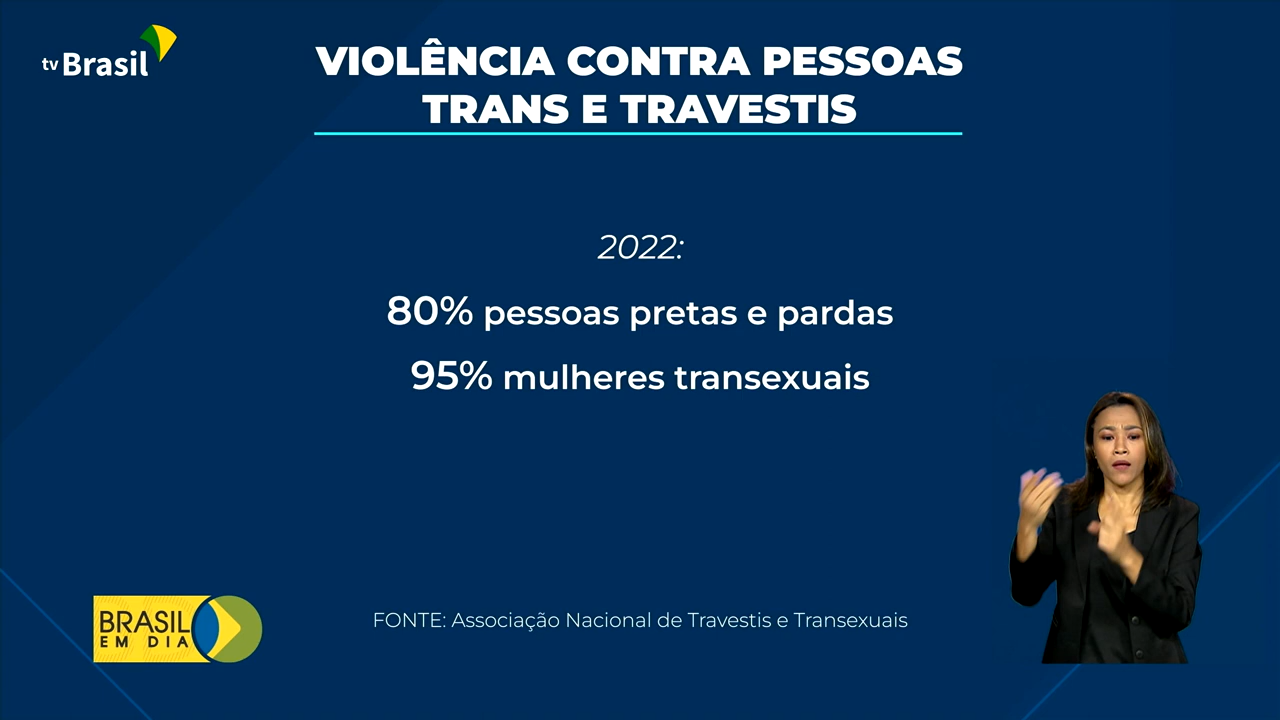 tv Brasil
VIOLÊNCIA CONTRA PESSOAS
TRANS E TRAVESTIS
2022:
80% pessoas pretas e pardas
95% mulheres transexuais
BRASIL
EM DIA
FONTE: Associação Nacional de Travestis e Transexuais